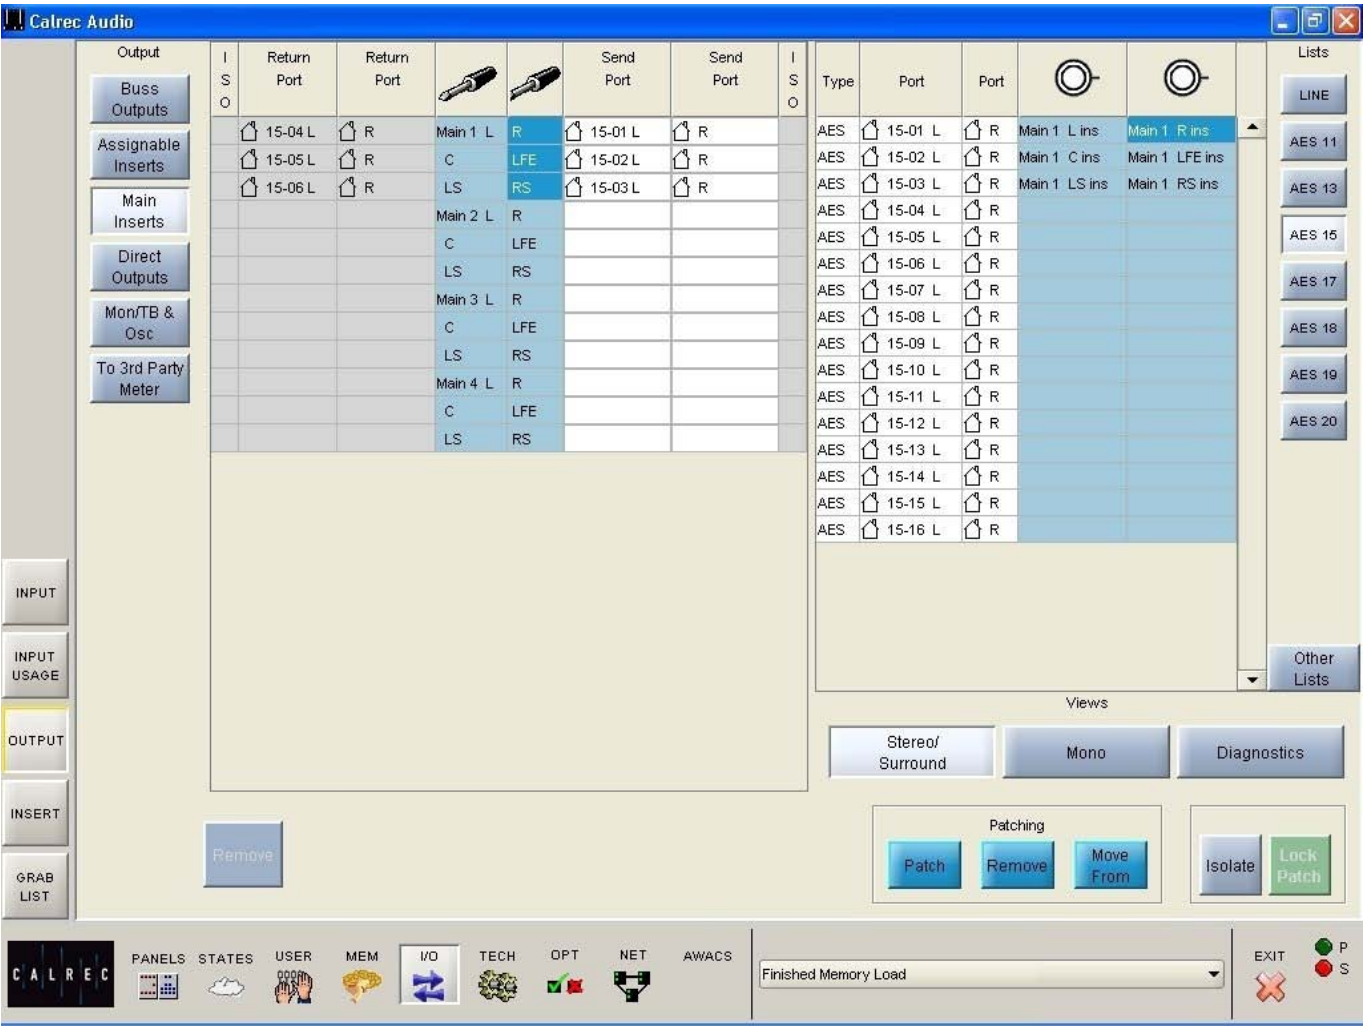 Calrec Audio
Output
Buss
Outputs
Assignable
Inserts
Main
Inserts
Direct
Outputs
Mon/TB &
Osc
To 3rd Party
Meter
INPUT
INPUT
USAGE
OUTPUT
INSERT
GRAB
LIST
I
S
O
Return
Port
Return
Port
Send
Port
Send
Port
I
S
O
15-04 L R Main 1 L R 15-01 L R
15-05 L R C LFE 15-02 L R
15-06 L R LS RS 15-03 L R
Main 2 L R
C LFE
LS RS
Main 3 L R
C LFE
LS RS
Main 4 L R
C LFE
LS RS
Remove
Type Port Port
AES 15-01 L R Main 1 L ins Main 1 R ins
AES 15-02 L R Main 1 C ins Main 1 LFE ins
AES 15-03 L R Main 1 LS ins Main 1 RS ins
AES 15-04 L R
AES 15-05 L R
AES 15-06 L R
AES 15-07 L R
AES 15-08 L R
AES 15-09 L R
AES 15-10 L R
AES 15-11 L R
AES 15-12 L R
AES 15-13 L R
AES 15-14 L R
AES 15-15 L R
AES 15-16 L R
Lists
LINE
AES 11
AES 13
AES 15
AES 17
AES 18
AES 19
AES 20
Other
Lists
Views
Stereo/
Surround
Mono
Diagnostics
Patching
Patch
Remove
Move
From
Isolate
Lock
Patch
CALREC
PANELS STATES USER MEM I/O TECH OPT NET AWACS
Finished Memory Load
EXIT
P
S